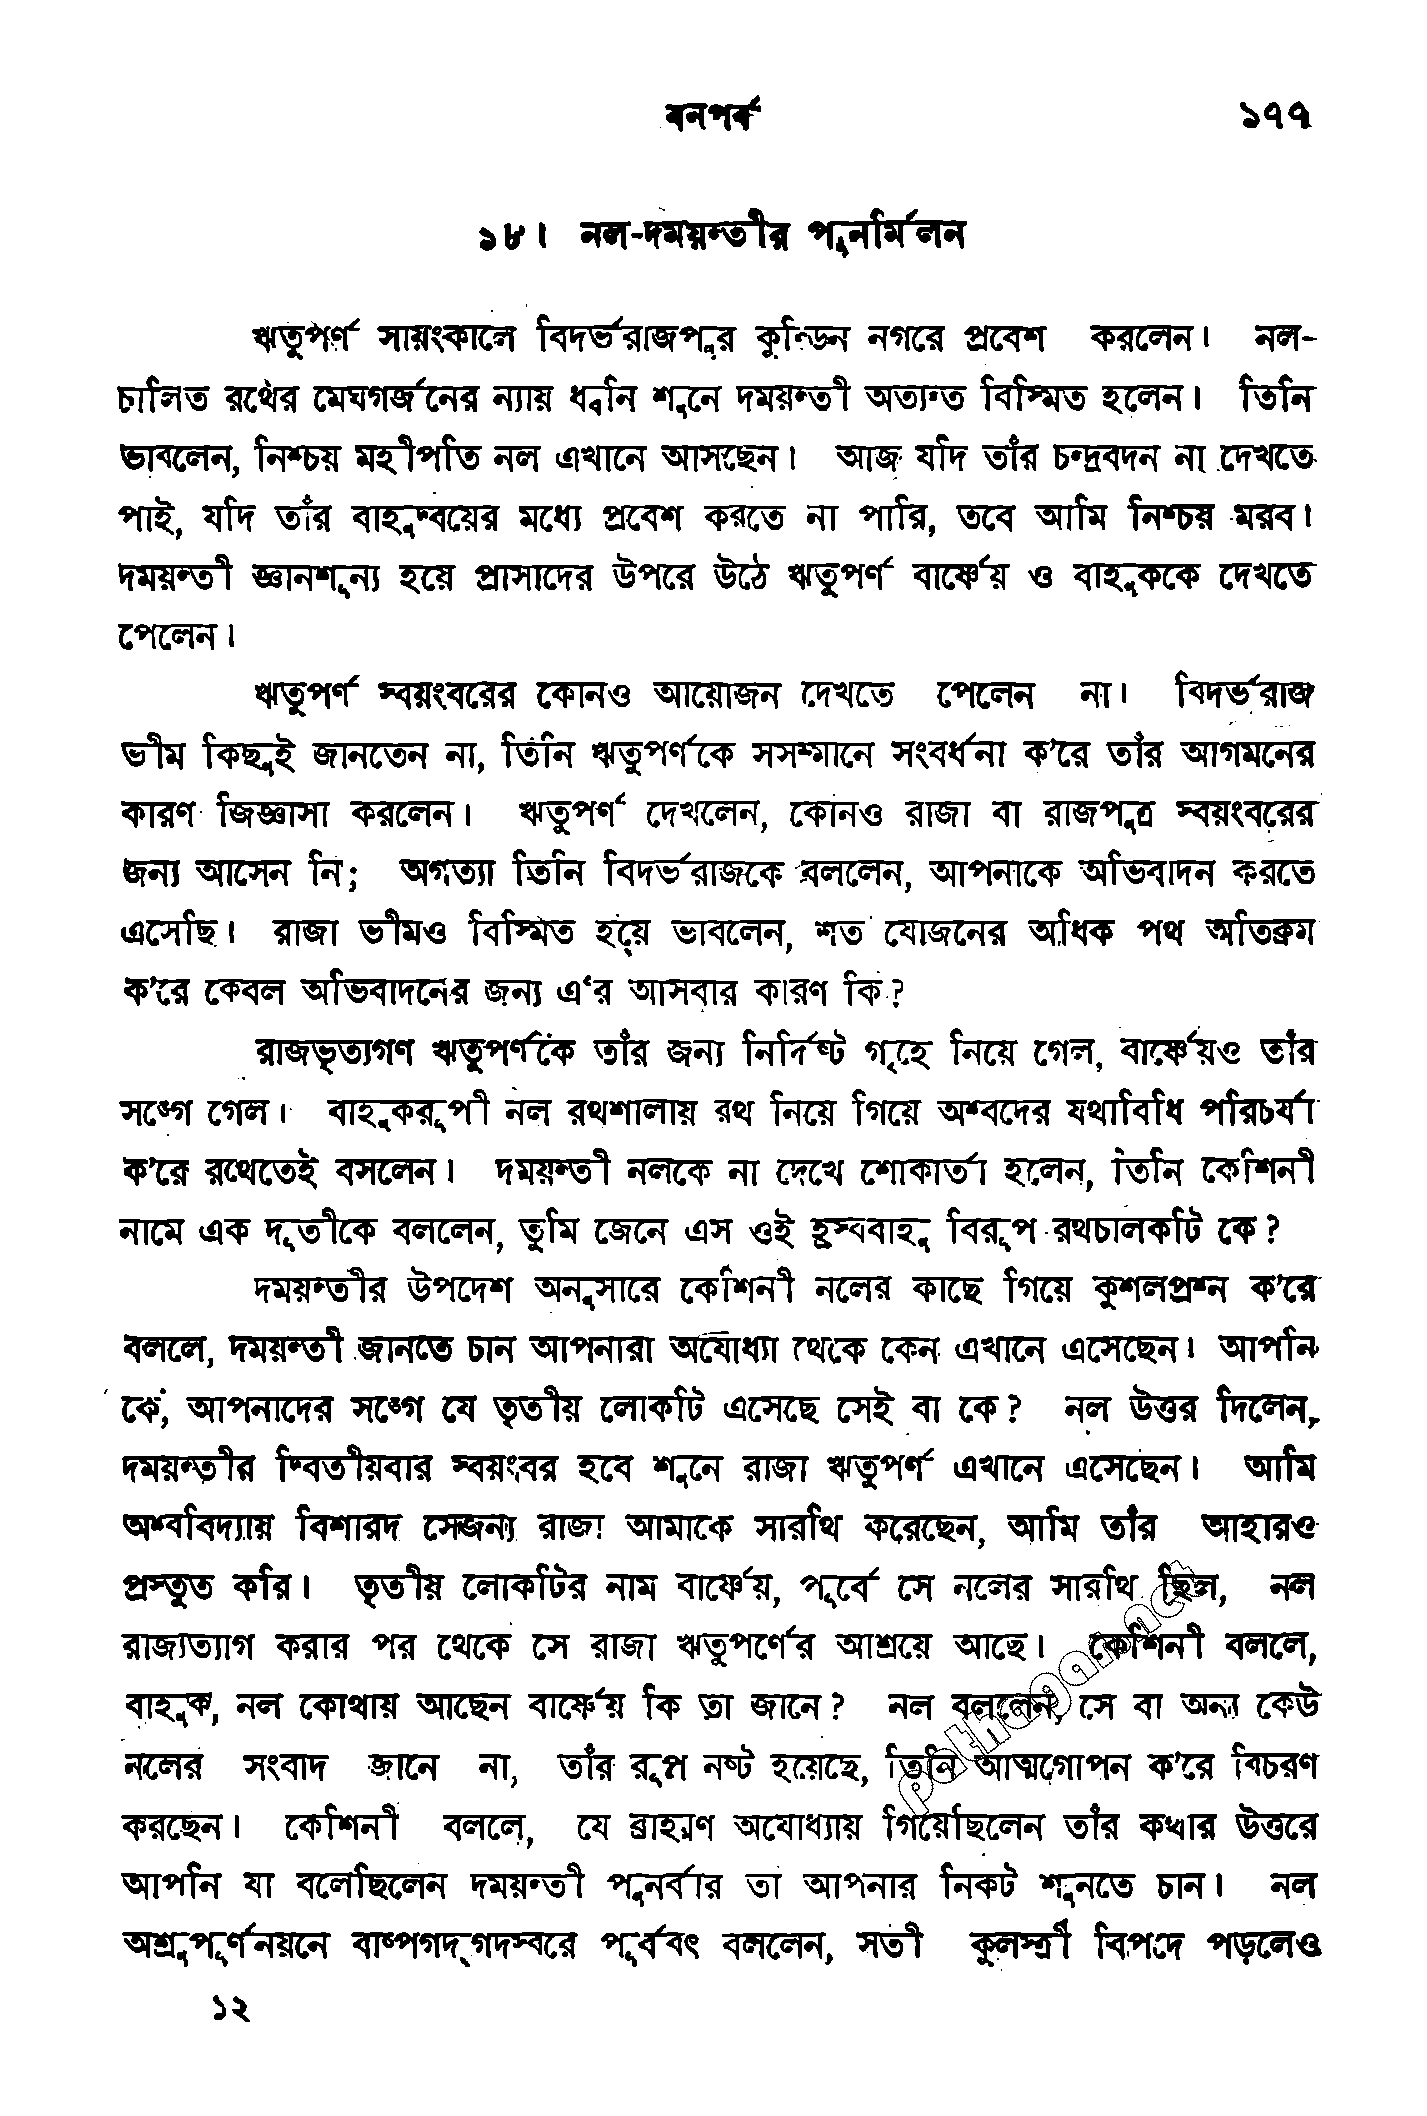 বনপর্ব ১৭৭
১৮। নল-দময়ন্তীর পুনর্মিলন
ঋতুপর্ণ সায়ংকালে বিদর্ভরাজপুর কুণ্ডিন নগরে প্রবেশ করলেন। নল-
চালিত রথের মেঘগর্জনের ন্যায় ধ্বনি শুনে দময়ন্তী অত্যন্ত বিস্মিত হলেন। তিনি
ভাবলেন, নিশ্চয় মহীপতি নল এখানে আসছেন। আজ যদি তাঁর চন্দ্রবদন না দেখতে
পাই, যদি তাঁর বাহুদ্বয়ের মধ্যে প্রবেশ করতে না পারি, তবে আমি নিশ্চয় মরব।
দময়ন্তী জ্ঞানশূন্য হয়ে প্রাসাদের উপরে উঠে ঋতুপর্ণ বার্ষ্ণেয় ও বাহুককে দেখতে
পেলেন।
ঋতুপর্ণ স্বয়ংবরের কোনও আয়োজন দেখতে পেলেন না। বিদর্ভরাজ
ভীম কিছুই জানতেন না, তিনি ঋতুপর্ণকে সসম্মানে সংবর্ধনা ক'রে তাঁর আগমনের
কারণ জিজ্ঞাসা করলেন। ঋতুপর্ণ দেখলেন, কোনও রাজা বা রাজপুত্র স্বয়ংবরের
জন্য আসেন নি; অগত্যা তিনি বিদর্ভরাজকে বললেন, আপনাকে অভিবাদন করতে
এসেছি। রাজা ভীমও বিস্মিত হয়ে ভাবলেন, শত যোজনের অধিক পথ অতিক্রম
ক'রে কেবল অভিবাদনের জন্য এ‘র আসবার কারণ কি?
রাজভৃত্যগণ ঋতুপর্ণকে তাঁর জন্য নির্দিষ্ট গৃহে নিয়ে গেল, বার্ষ্ণেয়ও তাঁর
সঙ্গে গেল। বাহুকরূপী নল রথশালায় রথ নিয়ে গিয়ে অশ্বদের যথাবিধি পরিচর্যা
ক'রে রথেতেই বসলেন। দময়ন্তী নলকে না দেখে শোকার্তা হলেন, তিনি কেশিনী
নামে এক দূতীকে বললেন, তুমি জেনে এস ওই হ্রস্ববাহু বিরূপ রথচালকটি কে?
দময়ন্তীর উপদেশ অনুসারে কেশিনী নলের কাছে গিয়ে কুশলপ্রশ্ন ক'রে
বললে, দময়ন্তী জানতে চান আপনারা অযোধ্যা থেকে কেন এখানে এসেছেন। আপনি
কে, আপনাদের সঙ্গে যে তৃতীয় লোকটি এসেছে সেই বা কে? নল উত্তর দিলেন,
দময়ন্তীর দ্বিতীয়বার স্বয়ংবর হবে শুনে রাজা ঋতুপর্ণ এখানে এসেছেন। আমি
অশ্ববিদ্যায় বিশারদ সেজন্য রাজা আমাকে সারথি করেছেন, আমি তাঁর আহারও
প্রস্তুত করি। তৃতীয় লোকটির নাম বার্ষ্ণেয়, পূর্বে সে নলের সারথি ছিল, নল
রাজ্যত্যাগ করার পর থেকে সে রাজা ঋতুপর্ণের আশ্রয়ে আছে। কেশিনী বললে,
বাহুক, নল কোথায় আছেন বার্ষ্ণেয় কি তা জানে? নল বললেন, সে বা অন্য কেউ
নলের সংবাদ জানে না, তাঁর রূপ নষ্ট হয়েছে, তিনি আত্মগোপন ক'রে বিচরণ
করছেন। কেশিনী বললে, যে ব্রাহ্মণ অযোধ্যায় গিয়েছিলেন তাঁর কথার উত্তরে
আপনি যা বলেছিলেন দময়ন্তী পুনর্বার তা আপনার নিকট শুনতে চান। নল
অশ্রুপূর্ণনয়নে বাষ্পগদ্‌গদস্বরে পূর্ববৎ বললেন, সতী কুলস্ত্রী বিপদে পড়লেও
১২